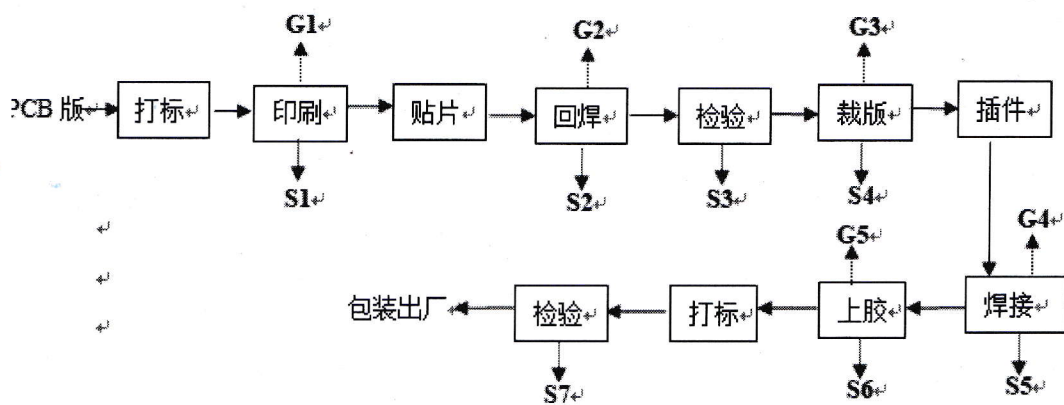 G1 G2 G3
PCB 版 打标 印刷 贴片 回焊 检验 裁版 插件
S1 S2 S3 S4
G5 G4
包装出厂 检验 打标 上胶 焊接
S7 S6 S5